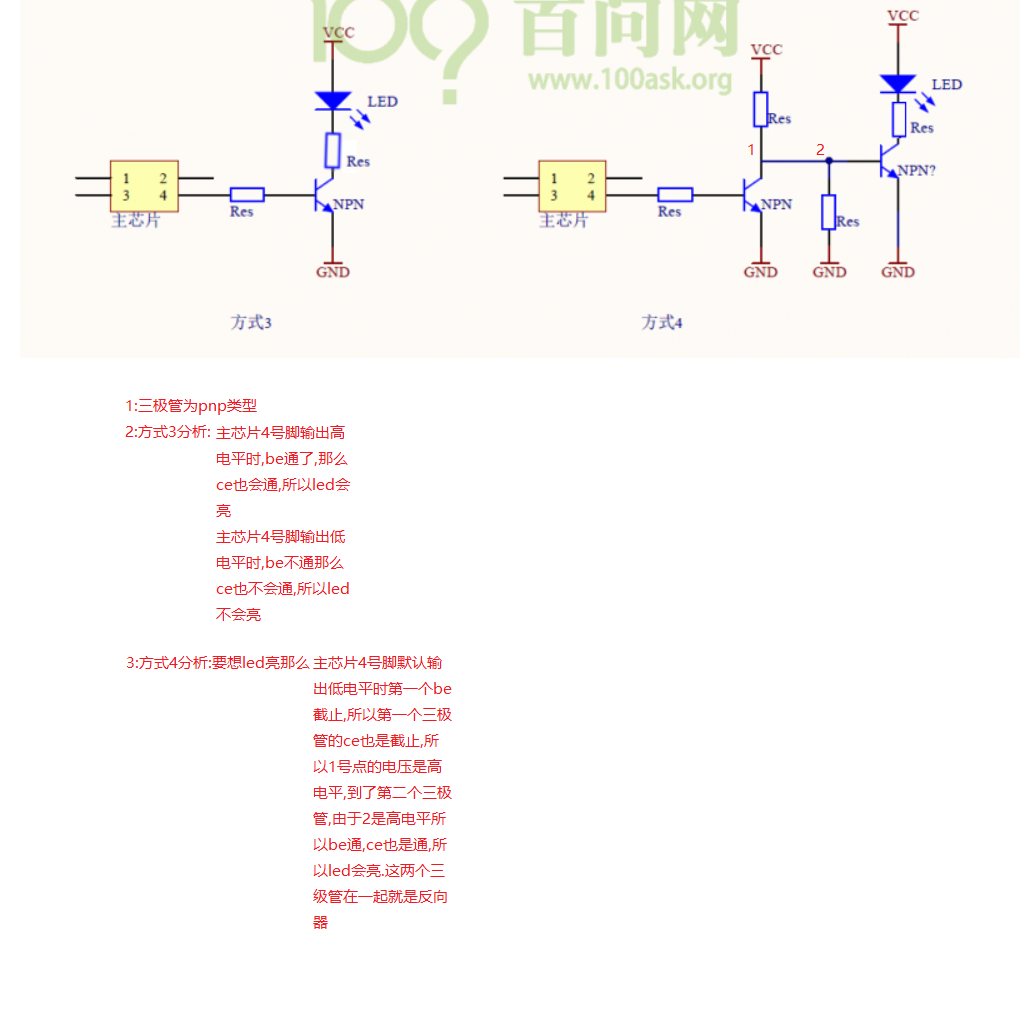 100?
百问网
www.100ask.org
VCC
LED
Res
1 2
3 4
主芯片
Res
NPN
GND
方式3
VCC
Res
1
2
1 2
3 4
主芯片
Res
NPN
GND
Res
GND
VCC
LED
Res
NPN?
GND
方式4
1:三极管为pnp类型
2:方式3分析: 主芯片4号脚输出高
电平时,be通了,那么
ce也会通,所以led会
亮
主芯片4号脚输出低
电平时,be不通那么
ce也不会通,所以led
不会亮
3:方式4分析:要想led亮那么 主芯片4号脚默认输
出低电平时第一个be
截止,所以第一个三极
管的ce也是截止,所
以1号点的电压是高
电平,到了第二个三极
管,由于2是高电平所
以be通,ce也是通,所
以led会亮.这两个三
级管在一起就是反向
器